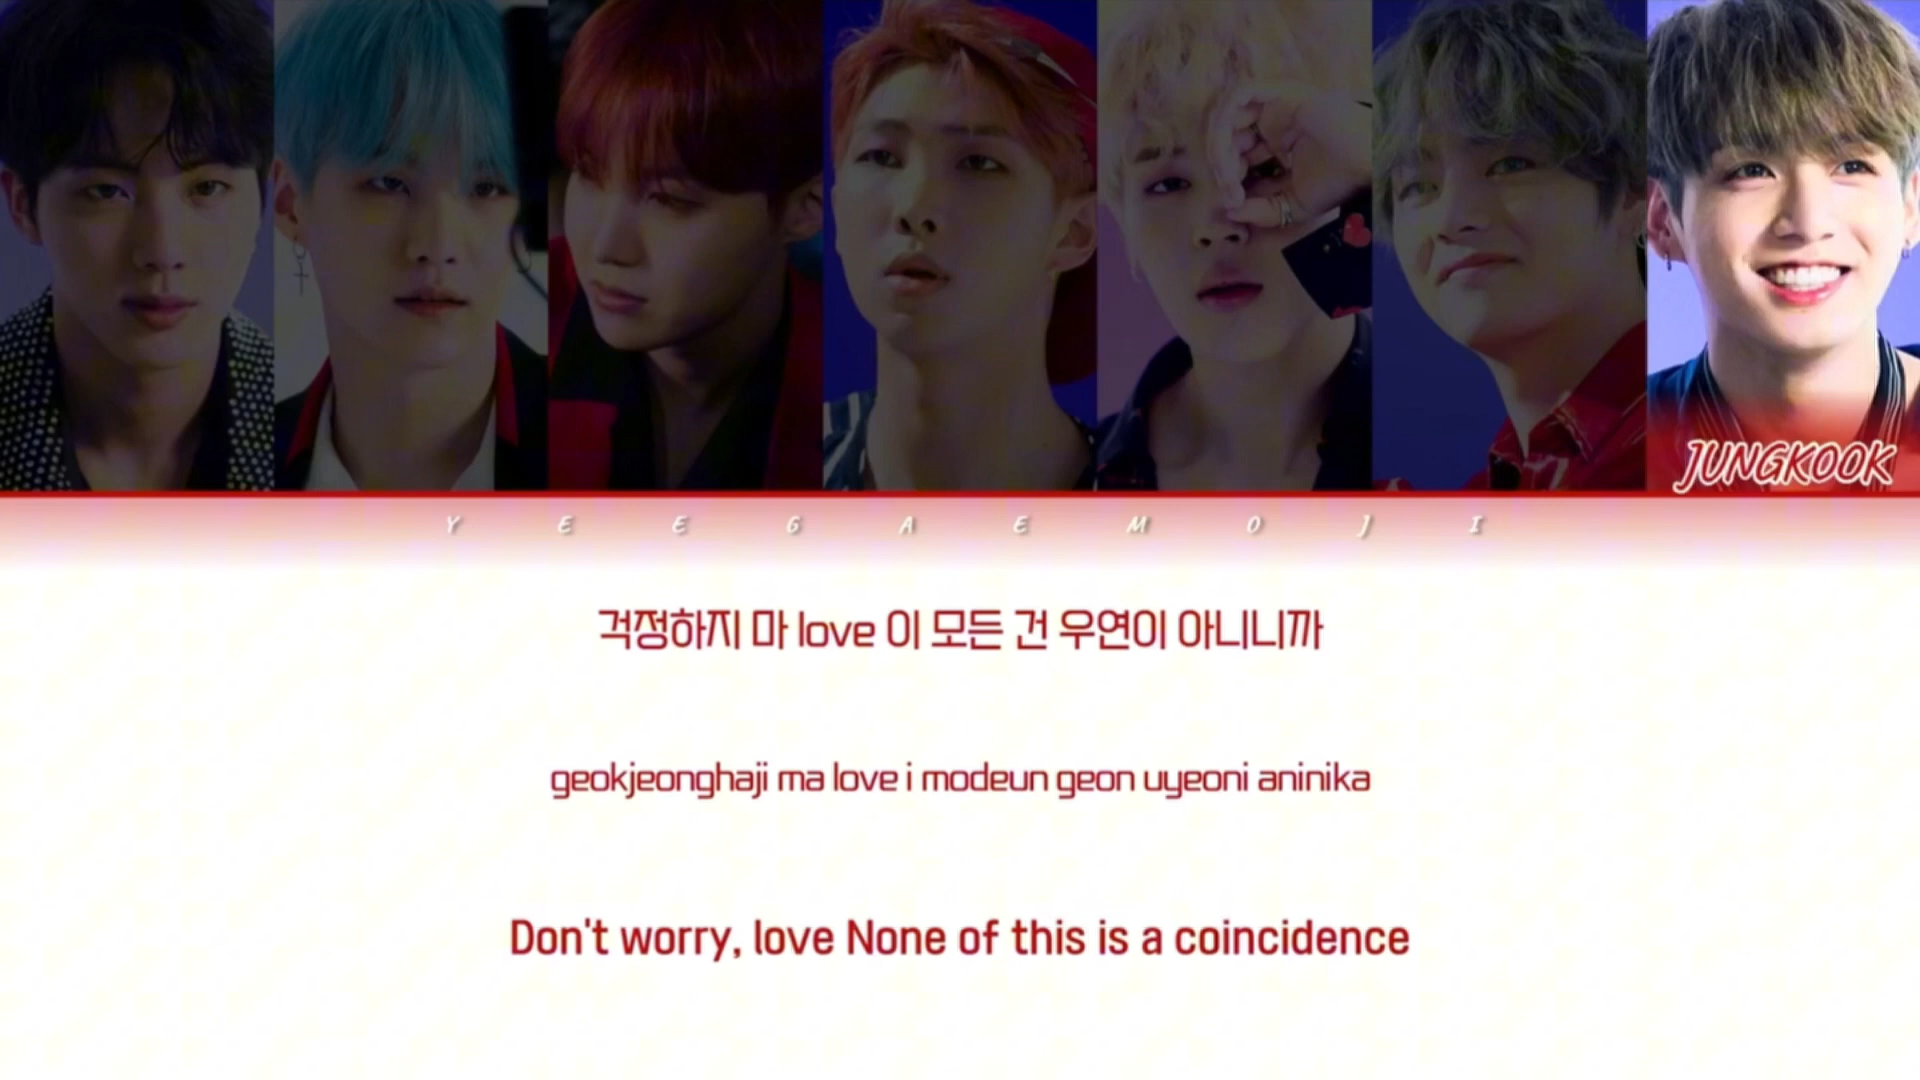 JUNGKOOK
Y E E G A E M O J I
걱정하지 마 love 이 모든 건 우연이 아니니까
geokjeonghaji ma love i modeun geon uyeoni aninika
Don't worry, love None of this is a coincidence